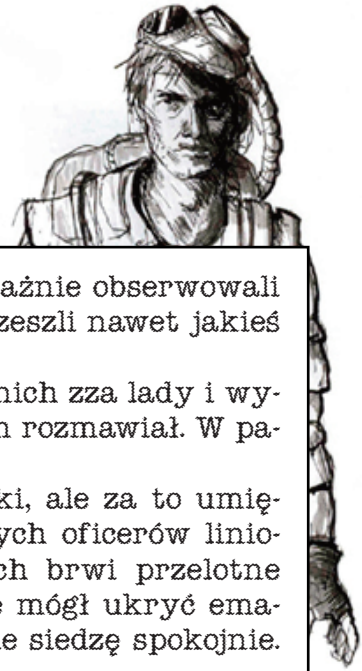 ażnie obserwowali
zeszli nawet jakieś
nich zza lady i wy-
n rozmawiał. W pa-
ki, ale za to umię-
ych oficerów linio-
ch brwi przelotne
ę mógł ukryć ema-
ie siedzę spokojnie.